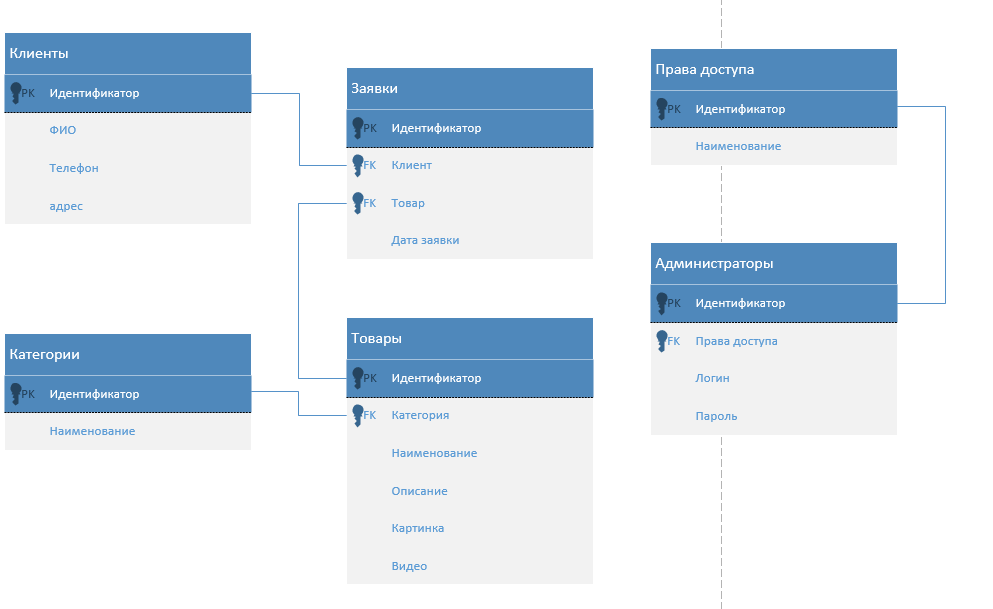 Клиенты
PK Идентификатор
ФИО
Телефон
адрес
Заявки
PK Идентификатор
FK Клиент
FK Товар
Дата заявки
Права доступа
PK Идентификатор
Наименование
Администраторы
PK Идентификатор
FK Права доступа
Логин
Пароль
Категории
PK Идентификатор
Наименование
Товары
PK Идентификатор
FK Категория
Наименование
Описание
Картинка
Видео